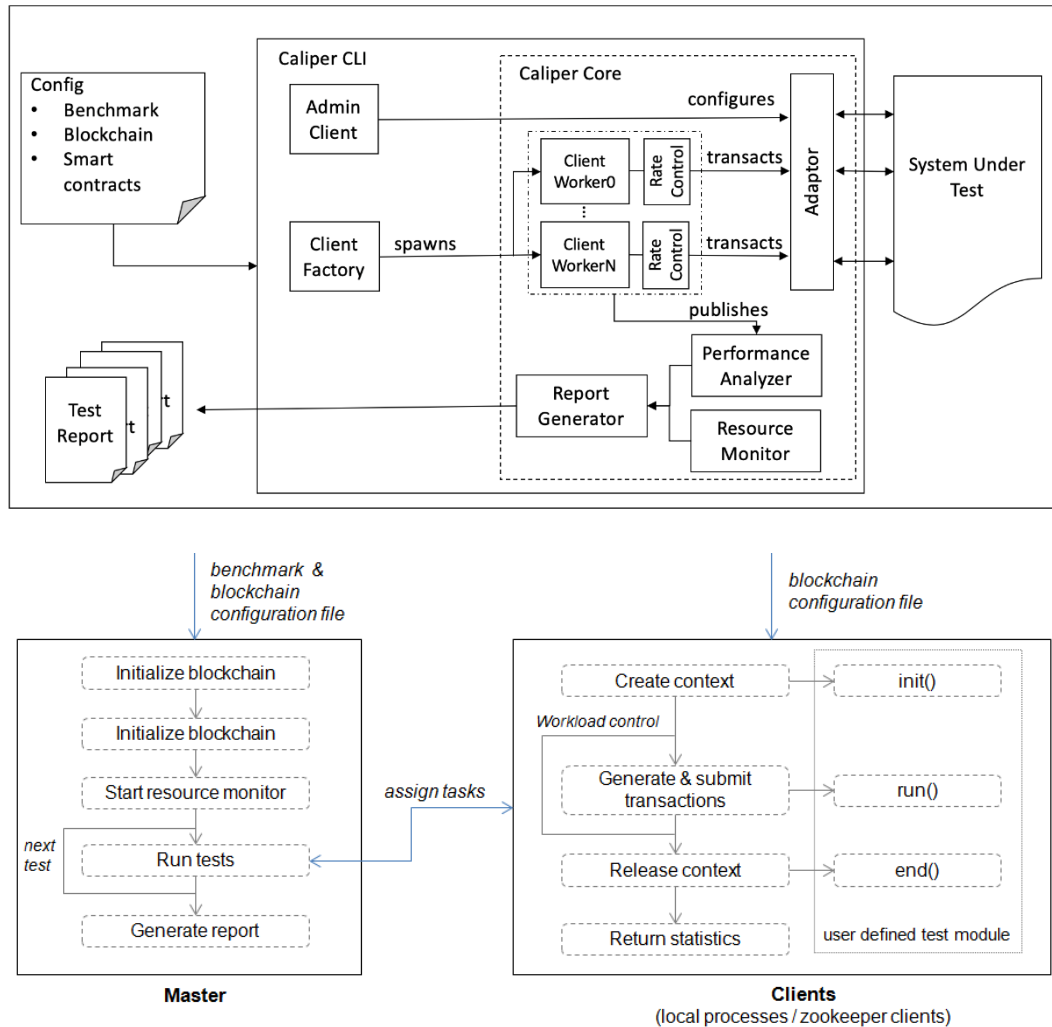 Caliper CLI
Caliper Core
Config
• Benchmark
• Blockchain
• Smart
contracts
Admin
Client
configures
Client
Worker0
Rate
Control
transacts
Adaptor
System Under
Test
Client
Factory
spawns
Client
WorkerN
Rate
Control
transacts
publishes
Performance
Analyzer
Report
Generator
Resource
Monitor
Test
Report
rt
rt
benchmark &
blockchain
configuration file
Initialize blockchain
Initialize blockchain
Start resource monitor
next
test
Run tests
Generate report
Master
assign tasks
blockchain
configuration file
Create context
init()
Workload control
Generate & submit
transactions
run()
Release context
end()
Return statistics
user defined test module
Clients
(local processes / zookeeper clients)